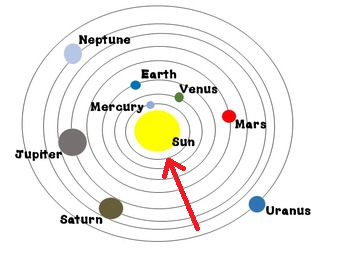 Neptune
Earth
Venus
Mercury
Mars
Sun
Jupiter
Saturn
Uranus